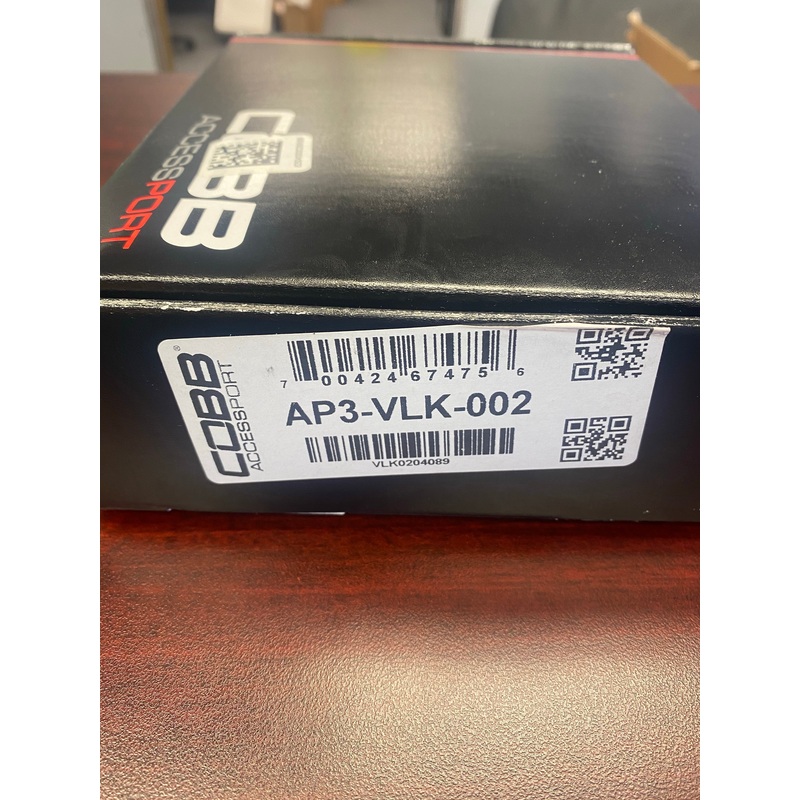 COBB
ACCESSPORT
COBB®
ACCESSPORT
7 00424 67475 6
AP3-VLK-002
VLK0204089